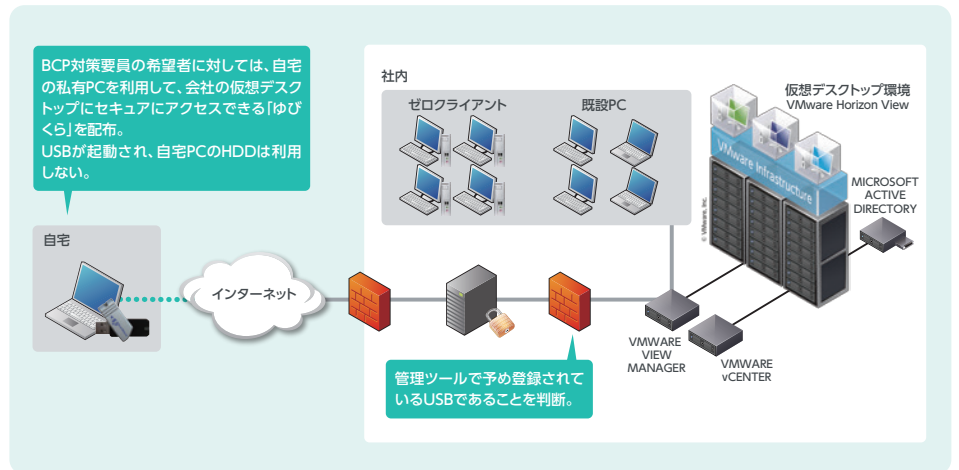 BCP対策要員の希望者に対しては、自宅
の私有PCを利用して、会社の仮想デスク
トップにセキュアにアクセスできる「ゆび
くら」を配布。
USBが起動され、自宅PCのHDDは利用
しない。
社内
ゼロクライアント
既設PC
仮想デスクトップ環境
VMware Horizon View
VMware Infrastructure
© VMware, Inc.
MICROSOFT
ACTIVE
DIRECTORY
自宅
インターネット
VMWARE
VIEW
MANAGER
VMWARE
vCENTER
管理ツールで予め登録されて
いるUSBであることを判断。